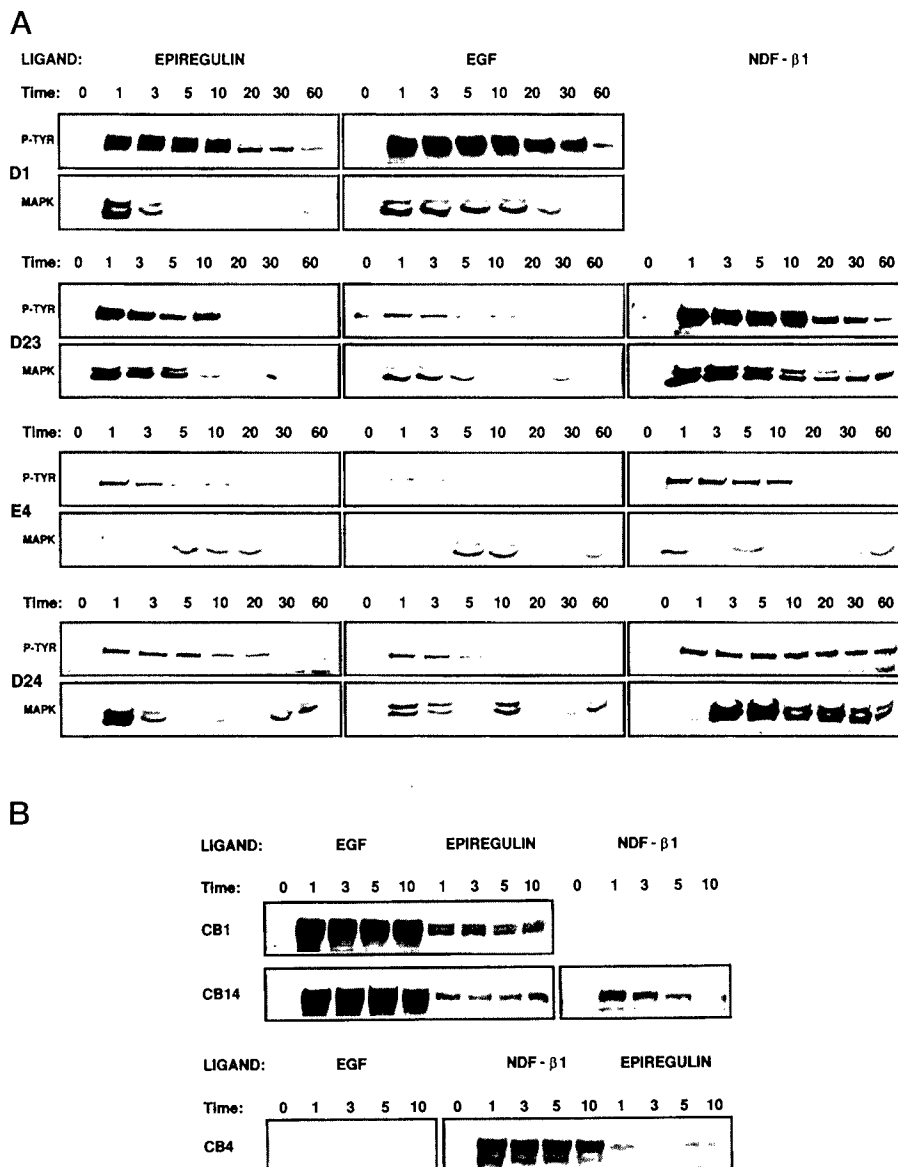 A
LIGAND: EPIREGULIN EGF NDF - β1
Time: 0 1 3 5 10 20 30 60 0 1 3 5 10 20 30 60
P-TYR
D1
MAPK
Time: 0 1 3 5 10 20 30 60 0 1 3 5 10 20 30 60 0 1 3 5 10 20 30 60
P-TYR
D23
MAPK
Time: 0 1 3 5 10 20 30 60 0 1 3 5 10 20 30 60 0 1 3 5 10 20 30 60
P-TYR
E4
MAPK
Time: 0 1 3 5 10 20 30 60 0 1 3 5 10 20 30 60 0 1 3 5 10 20 30 60
P-TYR
D24
MAPK
B
LIGAND: EGF EPIREGULIN NDF - β1
Time: 0 1 3 5 10 1 3 5 10 0 1 3 5 10
CB1
CB14
LIGAND: EGF NDF - β1 EPIREGULIN
Time: 0 1 3 5 10 0 1 3 5 10 1 3 5 10
CB4